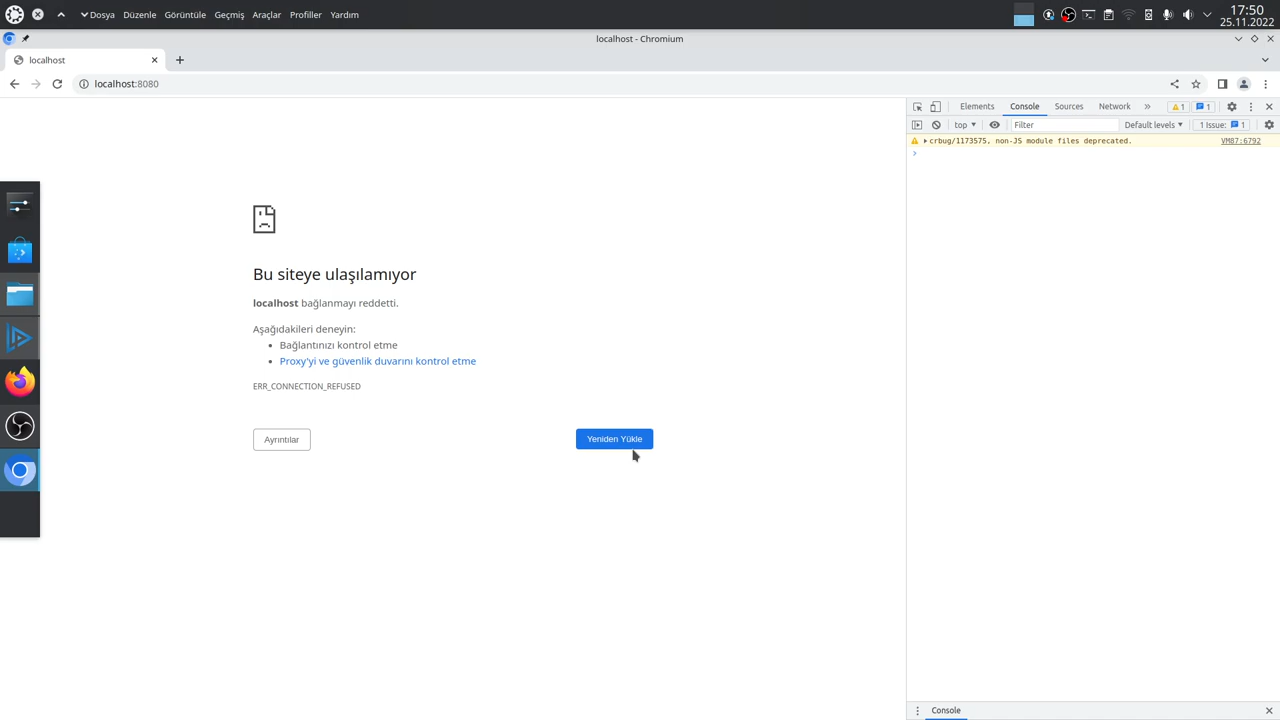 Dosya Düzenle Görüntüle Geçmiş Araçlar Profiller Yardım
17:50
25.11.2022
localhost - Chromium
localhost
localhost:8080
Elements Console Sources Network » 1 1
top Filter Default levels 1 Issue: 1
crbug/1173575, non-JS module files deprecated. VM87:6792
Bu siteye ulaşılamıyor
localhost bağlanmayı reddetti.
Aşağıdakileri deneyin:
• Bağlantınızı kontrol etme
• Proxy'yi ve güvenlik duvarını kontrol etme
ERR_CONNECTION_REFUSED
Ayrıntılar Yeniden Yükle
Console